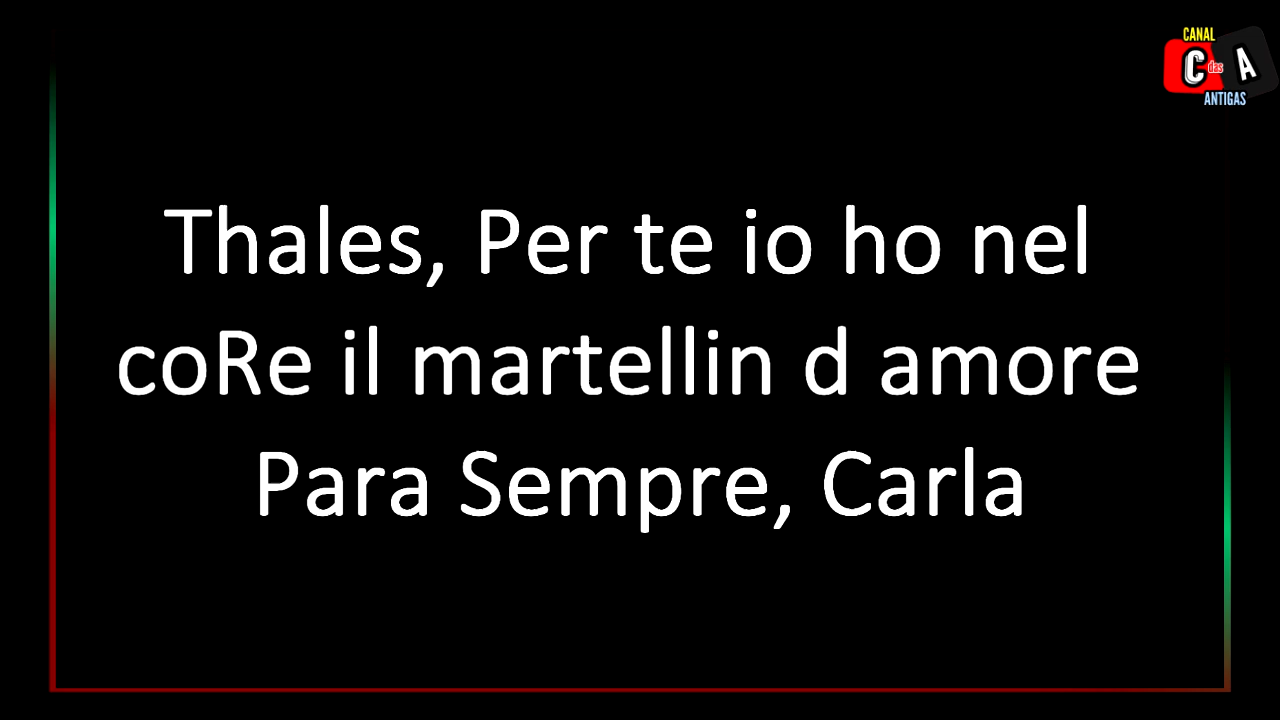 CANAL
C das A
ANTIGAS
Thales, Per te io ho nel
coRe il martellin d amore
Para Sempre, Carla